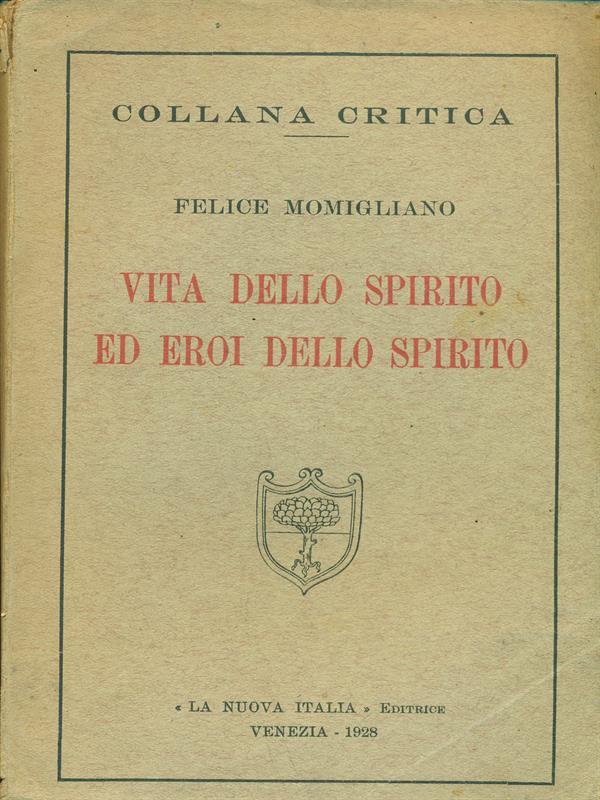 COLLANA CRITICA
FELICE MOMIGLIANO
VITA DELLO SPIRITO
ED EROI DELLO SPIRITO
« LA NUOVA ITALIA » EDITRICE
VENEZIA - 1928